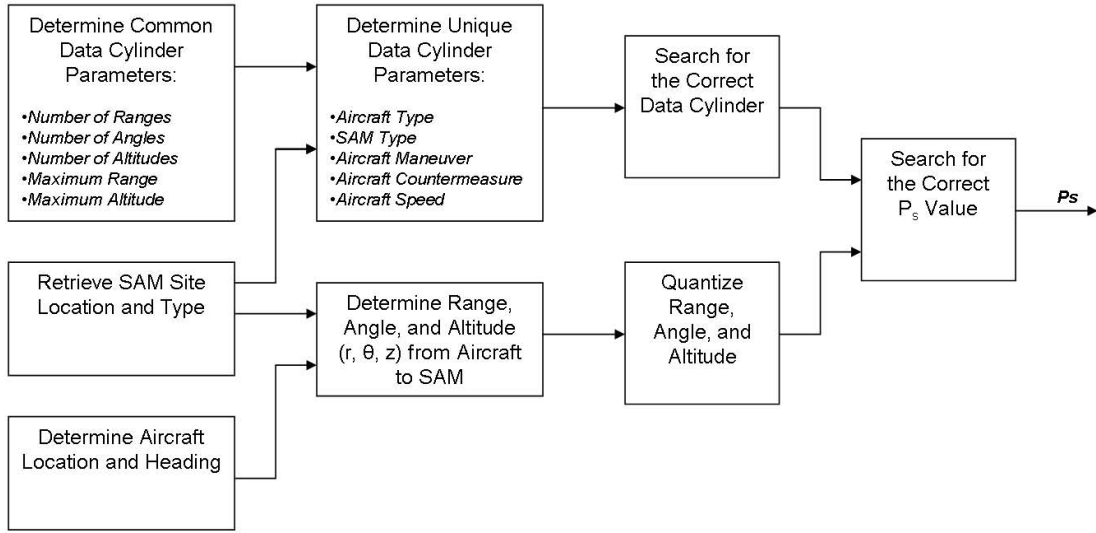 Determine Common
Data Cylinder
Parameters:
•Number of Ranges
•Number of Angles
•Number of Altitudes
•Maximum Range
•Maximum Altitude
Determine Unique
Data Cylinder
Parameters:
•Aircraft Type
•SAM Type
•Aircraft Maneuver
•Aircraft Countermeasure
•Aircraft Speed
Search for
the Correct
Data Cylinder
Search for
the Correct
Ps Value
Ps
Retrieve SAM Site
Location and Type
Determine Range,
Angle, and Altitude
(r, θ, z) from Aircraft
to SAM
Quantize
Range,
Angle, and
Altitude
Determine Aircraft
Location and Heading